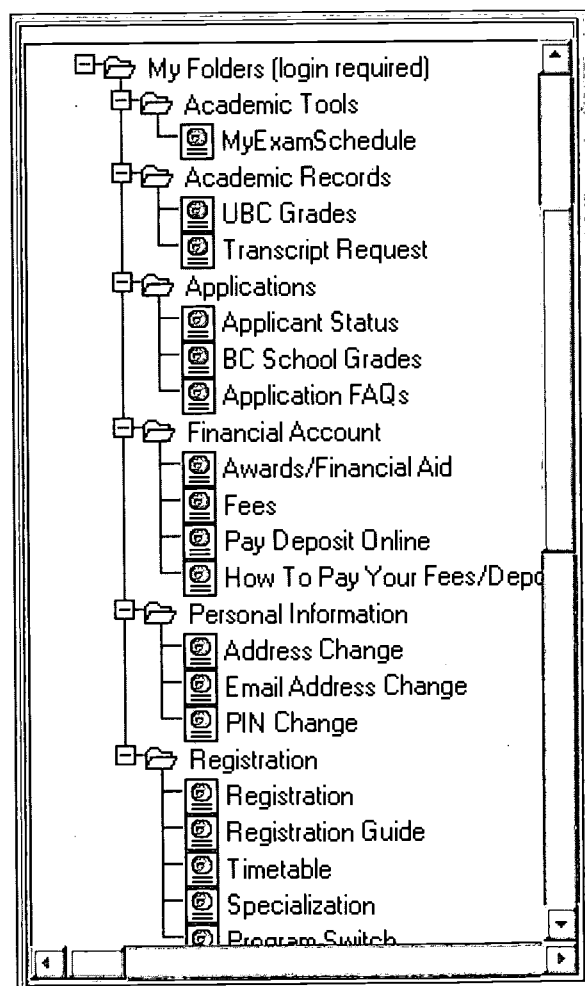 My Folders (login required)
Academic Tools
MyExamSchedule
Academic Records
UBC Grades
Transcript Request
Applications
Applicant Status
BC School Grades
Application FAQs
Financial Account
Awards/Financial Aid
Fees
Pay Deposit Online
How To Pay Your Fees/Depo
Personal Information
Address Change
Email Address Change
PIN Change
Registration
Registration
Registration Guide
Timetable
Specialization
Program Switch